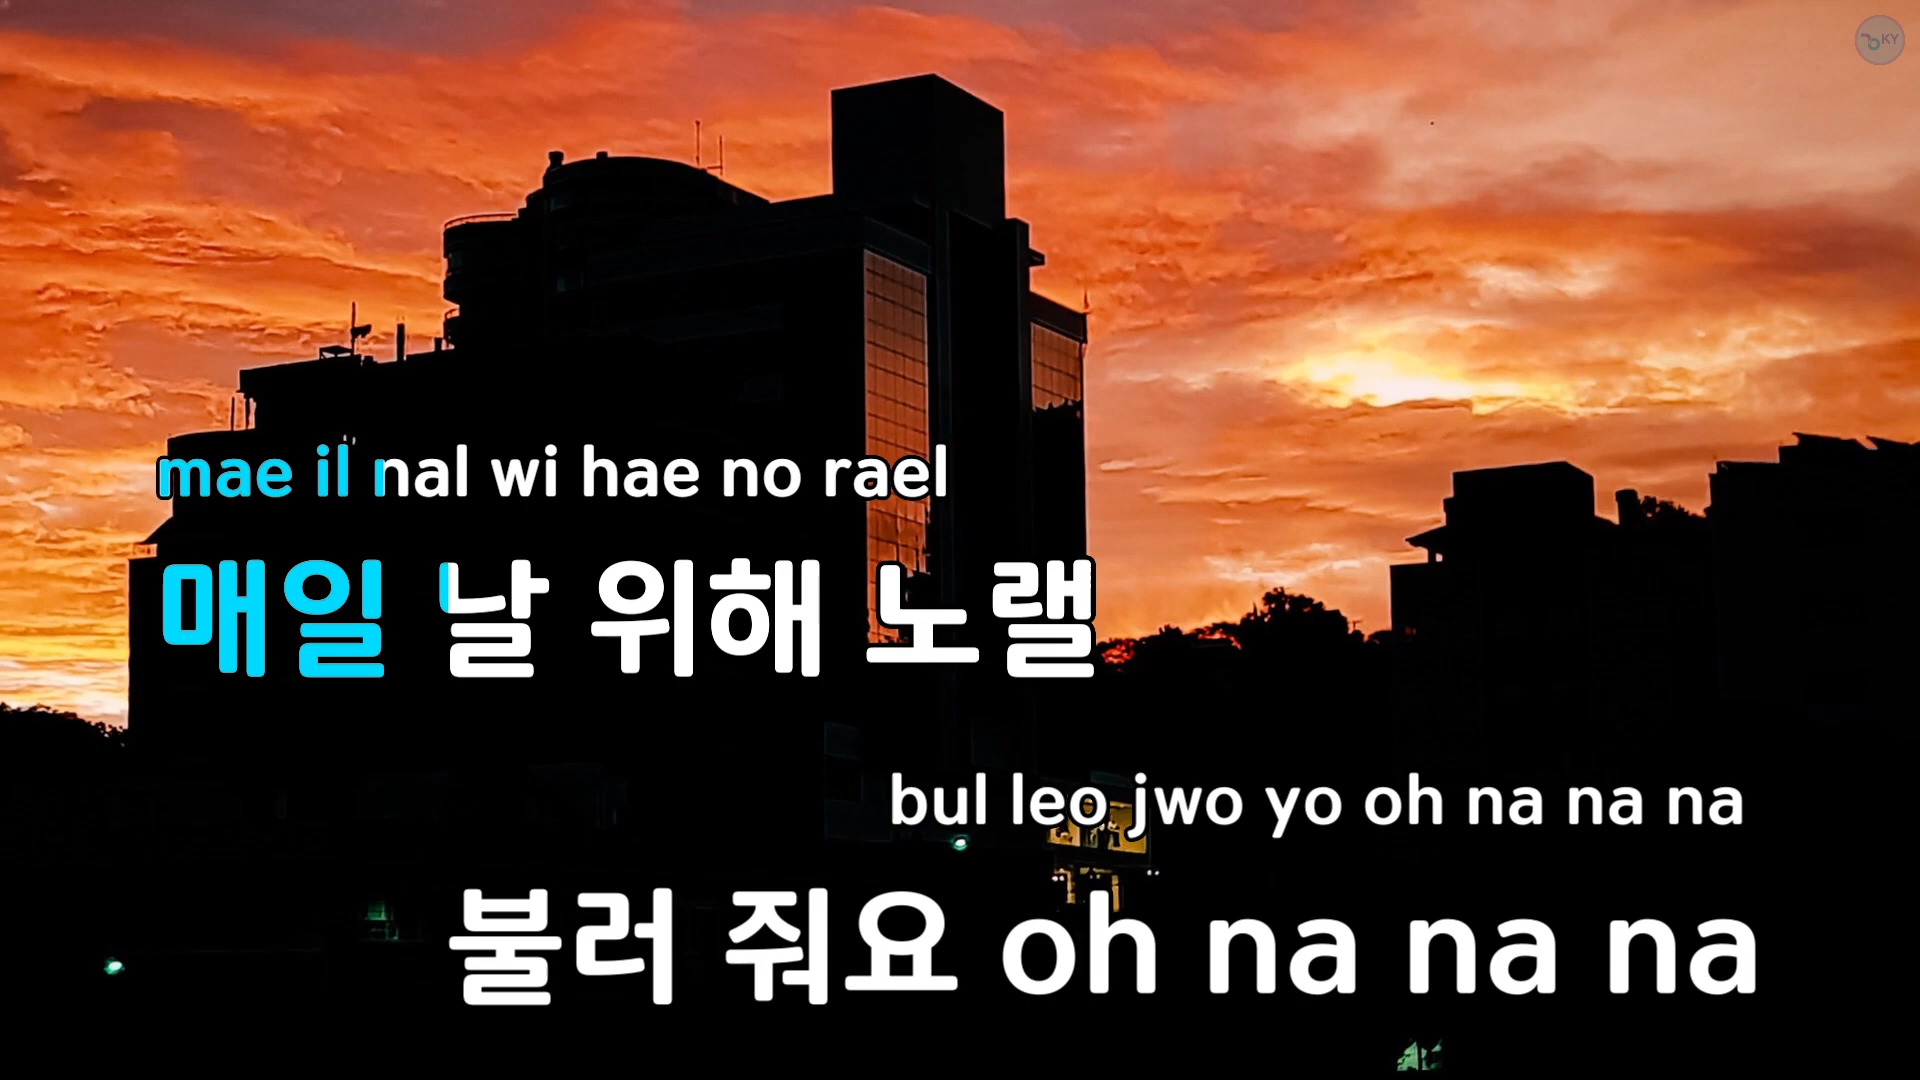 KY
mae il nal wi hae no rael
매일 날 위해 노랠
bul leo jwo yo oh na na na
불러 줘요 oh na na na